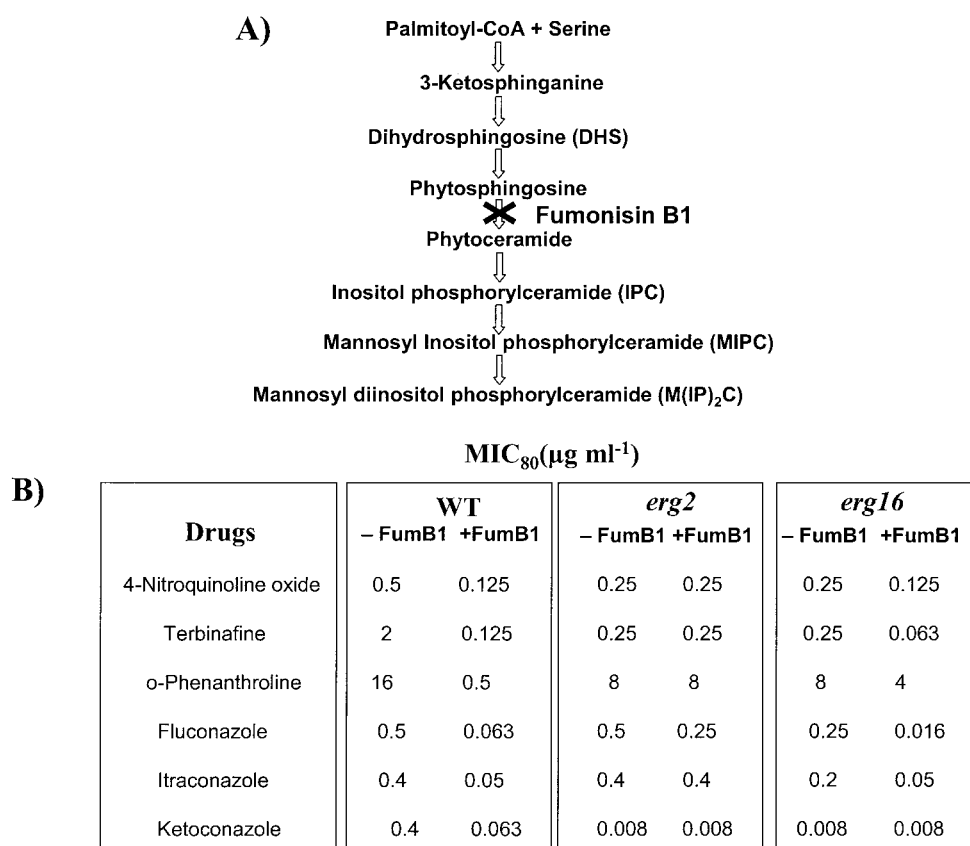 A)
Palmitoyl-CoA + Serine
3-Ketosphinganine
Dihydrosphingosine (DHS)
Phytosphingosine
Fumonisin B1
Phytoceramide
Inositol phosphorylceramide (IPC)
Mannosyl Inositol phosphorylceramide (MIPC)
Mannosyl diinositol phosphorylceramide (M(IP)₂C)
MIC₈₀(µg ml⁻¹)
B)
Drugs WT erg2 erg16
– FumB1 +FumB1 – FumB1 +FumB1 – FumB1 +FumB1
4-Nitroquinoline oxide 0.5 0.125 0.25 0.25 0.25 0.125
Terbinafine 2 0.125 0.25 0.25 0.25 0.063
o-Phenanthroline 16 0.5 8 8 8 4
Fluconazole 0.5 0.063 0.5 0.25 0.25 0.016
Itraconazole 0.4 0.05 0.4 0.4 0.2 0.05
Ketoconazole 0.4 0.063 0.008 0.008 0.008 0.008